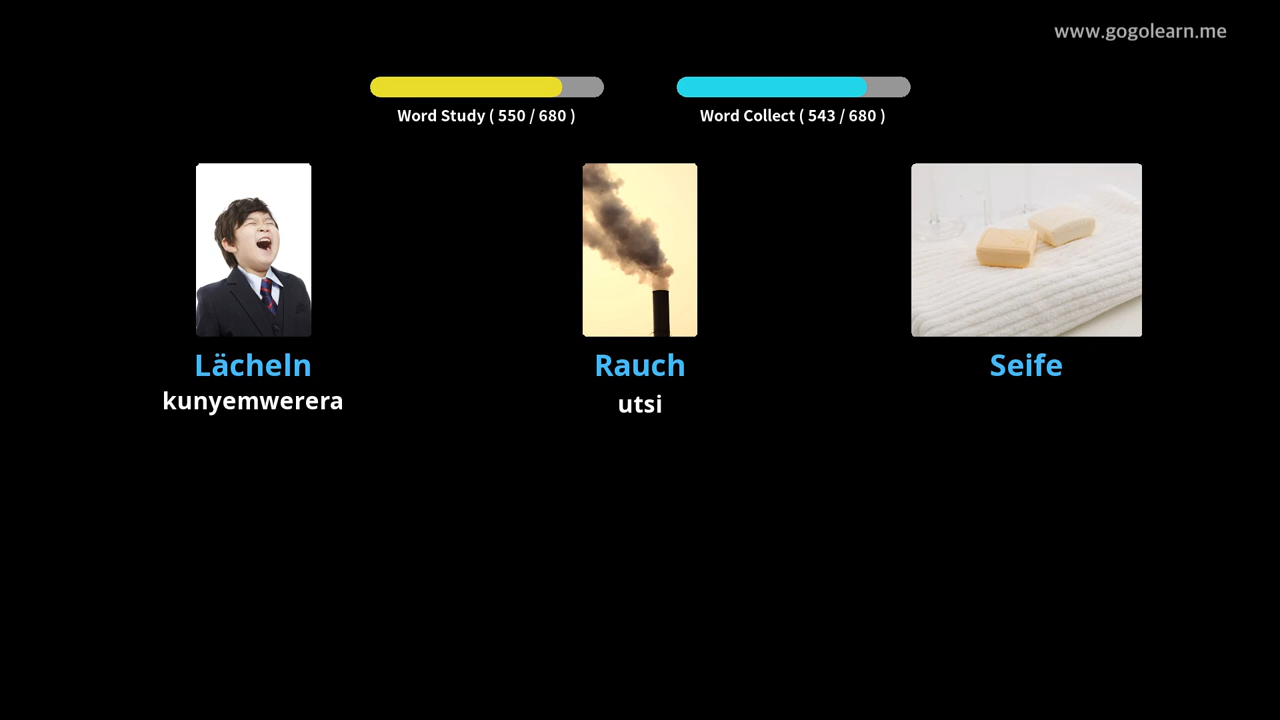 www.gogolearn.me
Word Study ( 550 / 680 )
Word Collect ( 543 / 680 )
Lächeln
Rauch
Seife
kunyemwerera
utsi